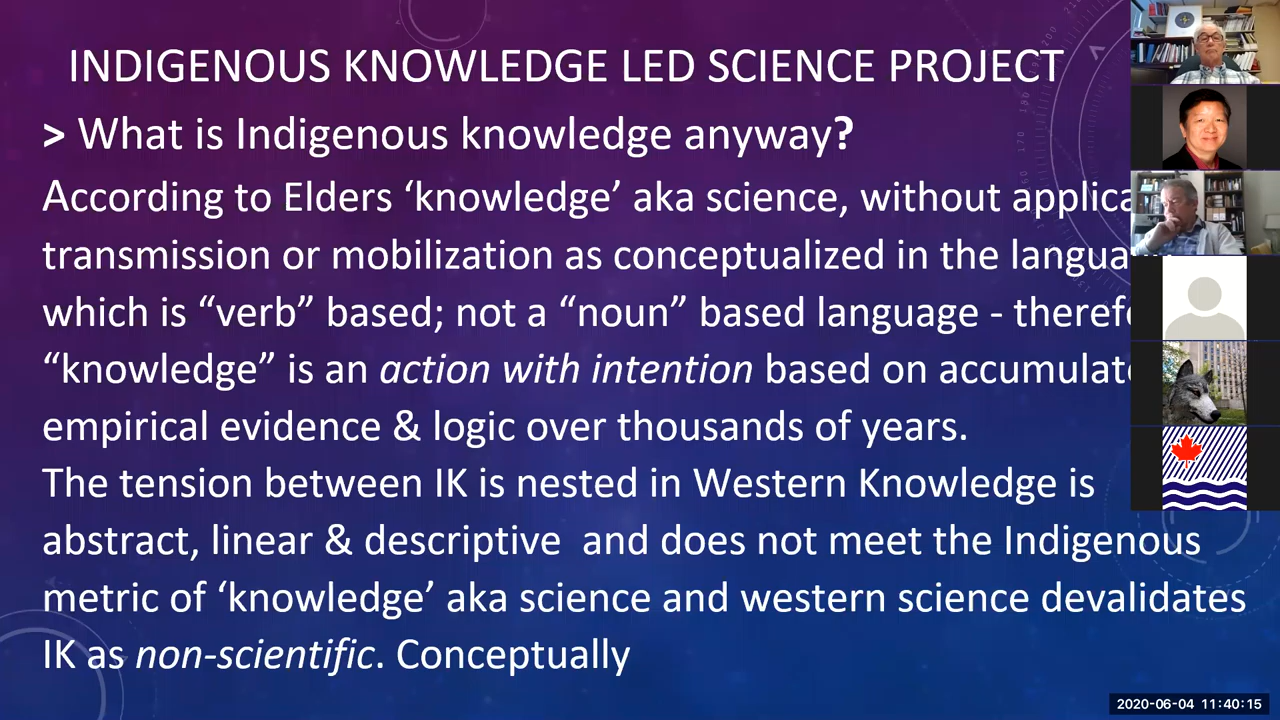 INDIGENOUS KNOWLEDGE LED SCIENCE PROJECT
> What is Indigenous knowledge anyway?
According to Elders ‘knowledge’ aka science, without applica
transmission or mobilization as conceptualized in the langua
which is “verb” based; not a “noun” based language - therefo
“knowledge” is an action with intention based on accumulate
empirical evidence & logic over thousands of years.
The tension between IK is nested in Western Knowledge is
abstract, linear & descriptive  and does not meet the Indigenous
metric of ‘knowledge’ aka science and western science devalidates
IK as non-scientific. Conceptually
2020-06-04 11:40:15